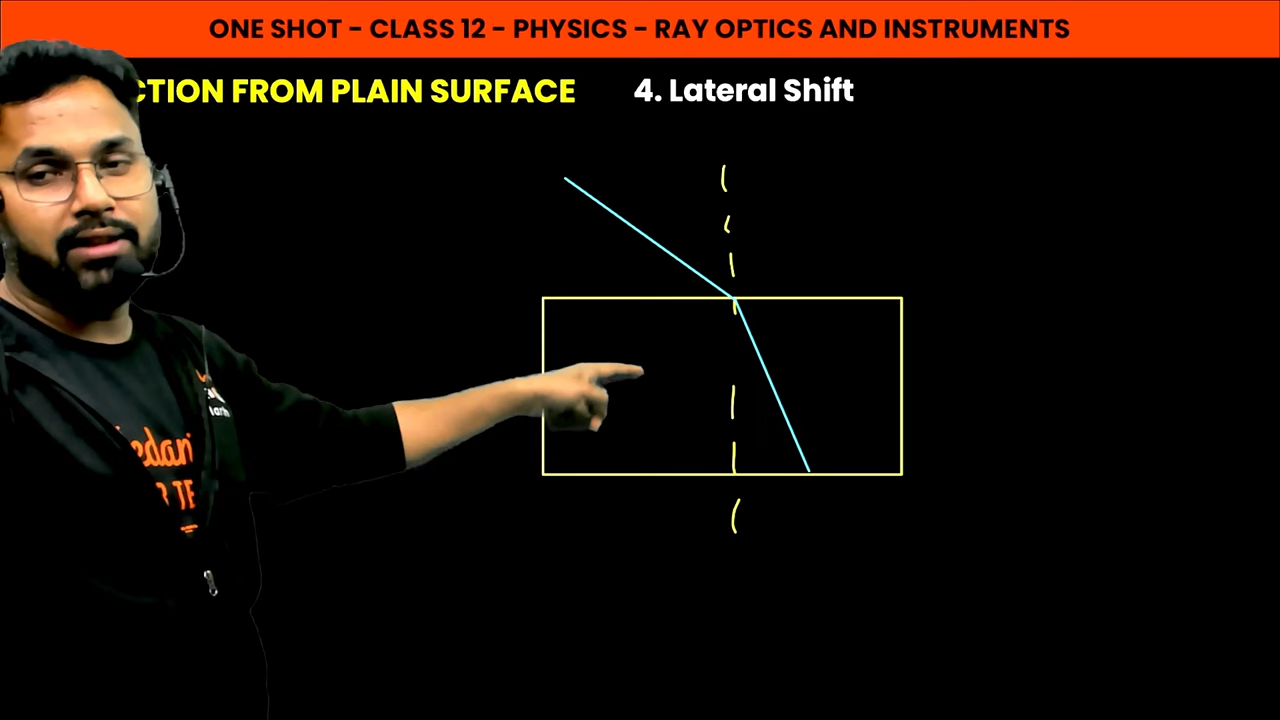 ONE SHOT - CLASS 12 - PHYSICS - RAY OPTICS AND INSTRUMENTS
CTION FROM PLAIN SURFACE
4. Lateral Shift